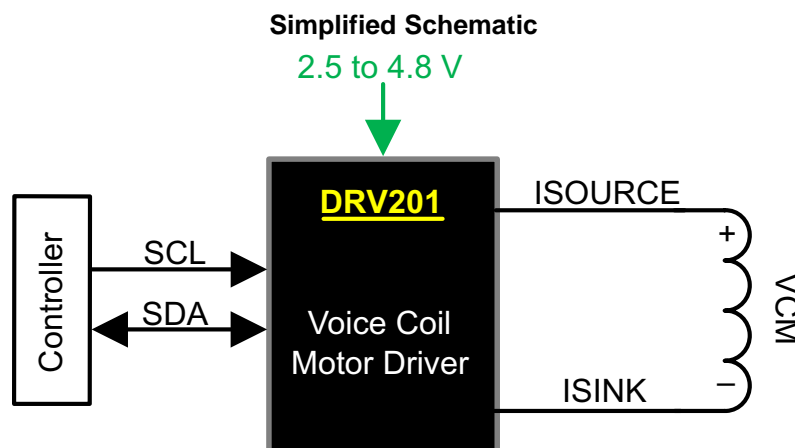 Simplified Schematic
2.5 to 4.8 V
DRV201
ISOURCE
Controller
SCL
SDA
Voice Coil
Motor Driver
+
VCM
−
ISINK